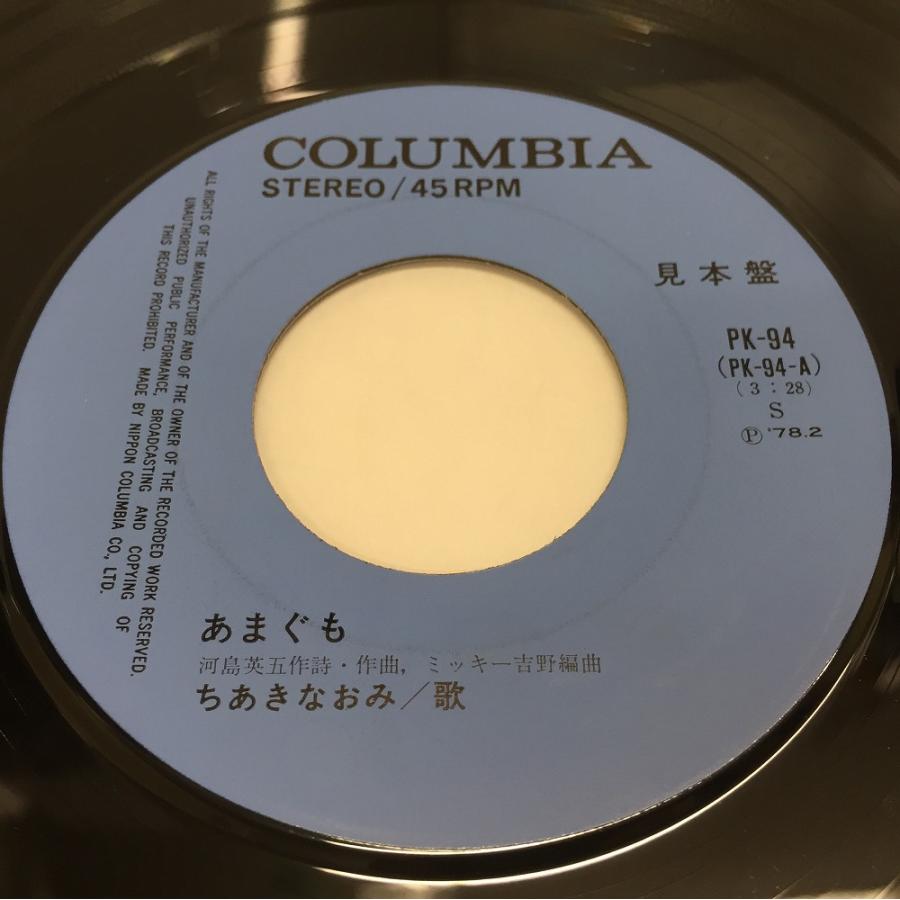 COLUMBIA
STEREO/45RPM
見本盤
PK-94
(PK-94-A)
(3:28)
S
Ⓟ'78.2
ALL RIGHTS OF THE MANUFACTURER AND OF THE OWNER OF THE RECORDED WORK RESERVED.
UNAUTHORIZED PUBLIC PERFORMANCE, BROADCASTING AND COPYING OF
THIS RECORD PROHIBITED. MADE BY NIPPON COLUMBIA CO., LTD.
あまぐも
河島英五作詩・作曲, ミッキー吉野編曲
ちあきなおみ/歌